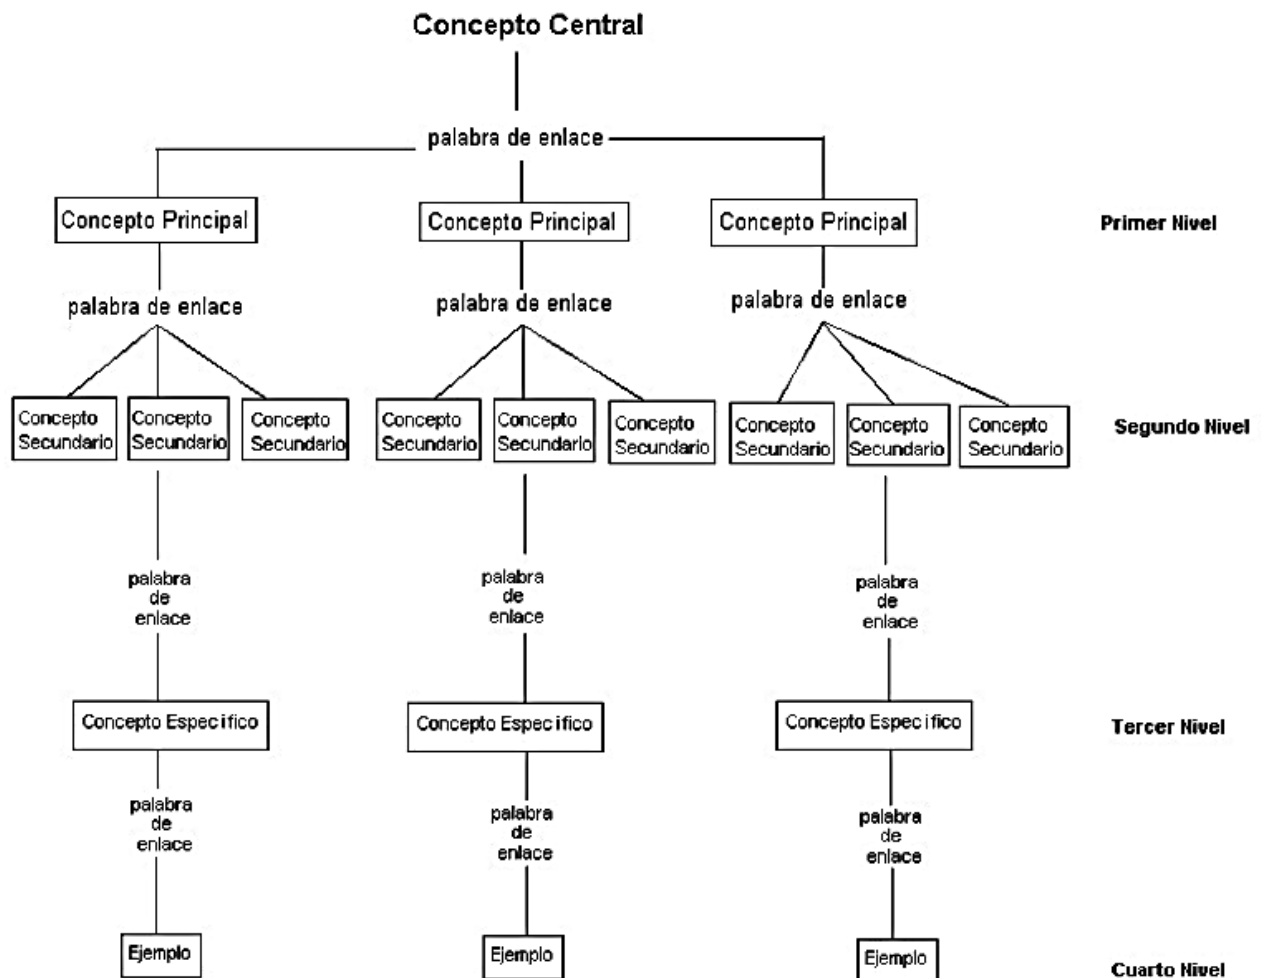 Concepto Central
palabra de enlace
Concepto Principal
Concepto Principal
Concepto Principal
Primer Nivel
palabra de enlace
palabra de enlace
palabra de enlace
Concepto
Secundario
Concepto
Secundario
Concepto
Secundario
Concepto
Secundario
Concepto
Secundario
Concepto
Secundario
Concepto
Secundario
Concepto
Secundario
Concepto
Secundario
Segundo Nivel
palabra
de
enlace
palabra
de
enlace
palabra
de
enlace
Concepto Especifico
Concepto Especifico
Concepto Especifico
Tercer Nivel
palabra
de
enlace
palabra
de
enlace
palabra
de
enlace
Ejemplo
Ejemplo
Ejemplo
Cuarto Nivel